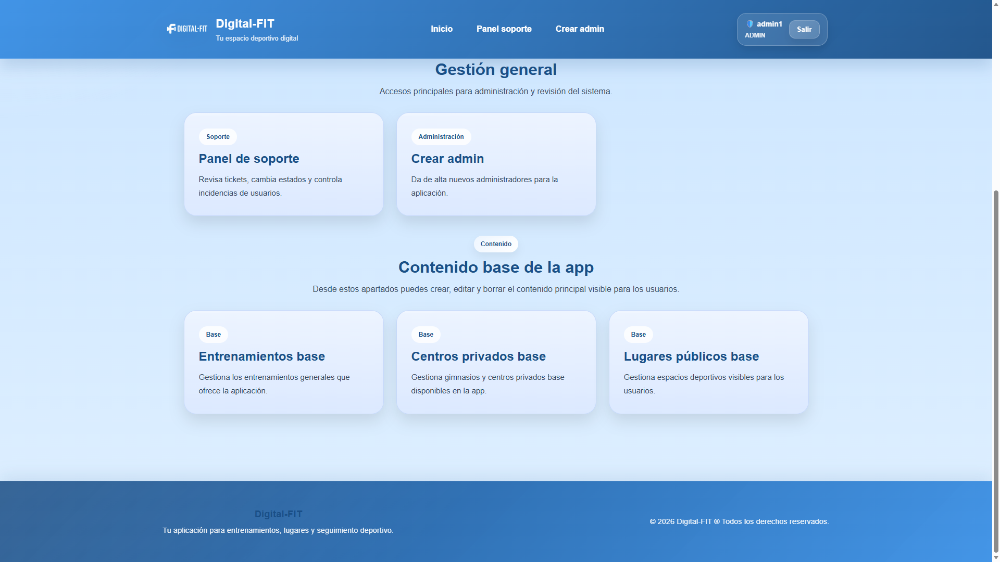 DIGITAL-FIT
Digital-FIT
Tu espacio deportivo digital
Inicio
Panel soporte
Crear admin
admin1
ADMIN
Salir
Gestión general
Accesos principales para administración y revisión del sistema.
Soporte
Panel de soporte
Revisa tickets, cambia estados y controla
incidencias de usuarios.
Administración
Crear admin
Da de alta nuevos administradores para la
aplicación.
Contenido
Contenido base de la app
Desde estos apartados puedes crear, editar y borrar el contenido principal visible para los usuarios.
Base
Entrenamientos base
Gestiona los entrenamientos generales que
ofrece la aplicación.
Base
Centros privados base
Gestiona gimnasios y centros privados base
disponibles en la app.
Base
Lugares públicos base
Gestiona espacios deportivos visibles para los
usuarios.
Digital-FIT
Tu aplicación para entrenamientos, lugares y seguimiento deportivo.
© 2026 Digital-FIT ® Todos los derechos reservados.